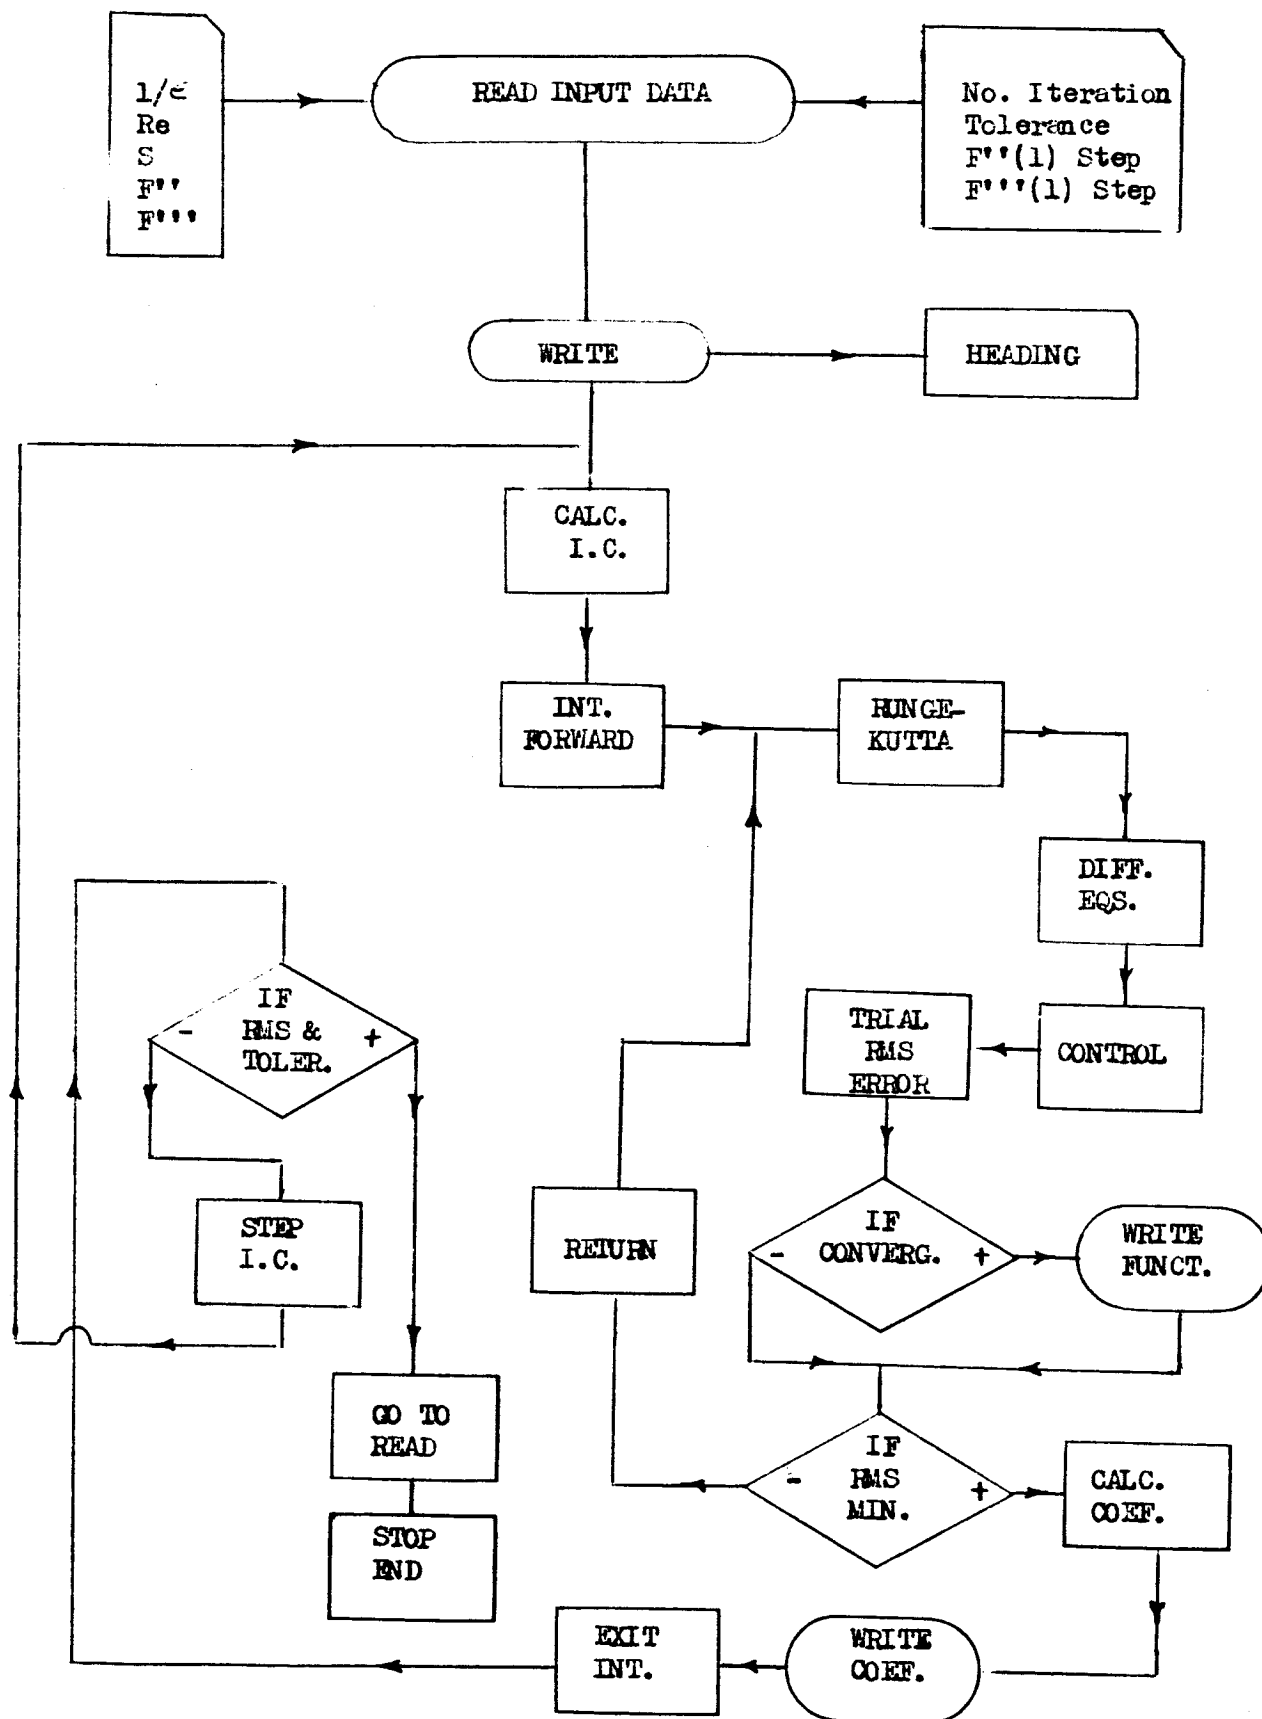 1/ε
Re
S
F''
F'''
READ INPUT DATA
No. Iteration
Tolerance
F''(1) Step
F'''(1) Step
WRITE
HEADING
CALC.
I.C.
INT.
FORWARD
RUNGE-
KUTTA
DIFF.
EQS.
CONTROL
TRIAL
RMS
ERROR
IF
RMS &
TOLER.
-
+
STEP
I.C.
RETURN
IF
CONVERG.
-
+
WRITE
FUNCT.
GO TO
READ
STOP
END
IF
RMS
MIN.
-
+
CALC.
COEF.
WRITE
COEF.
EXIT
INT.